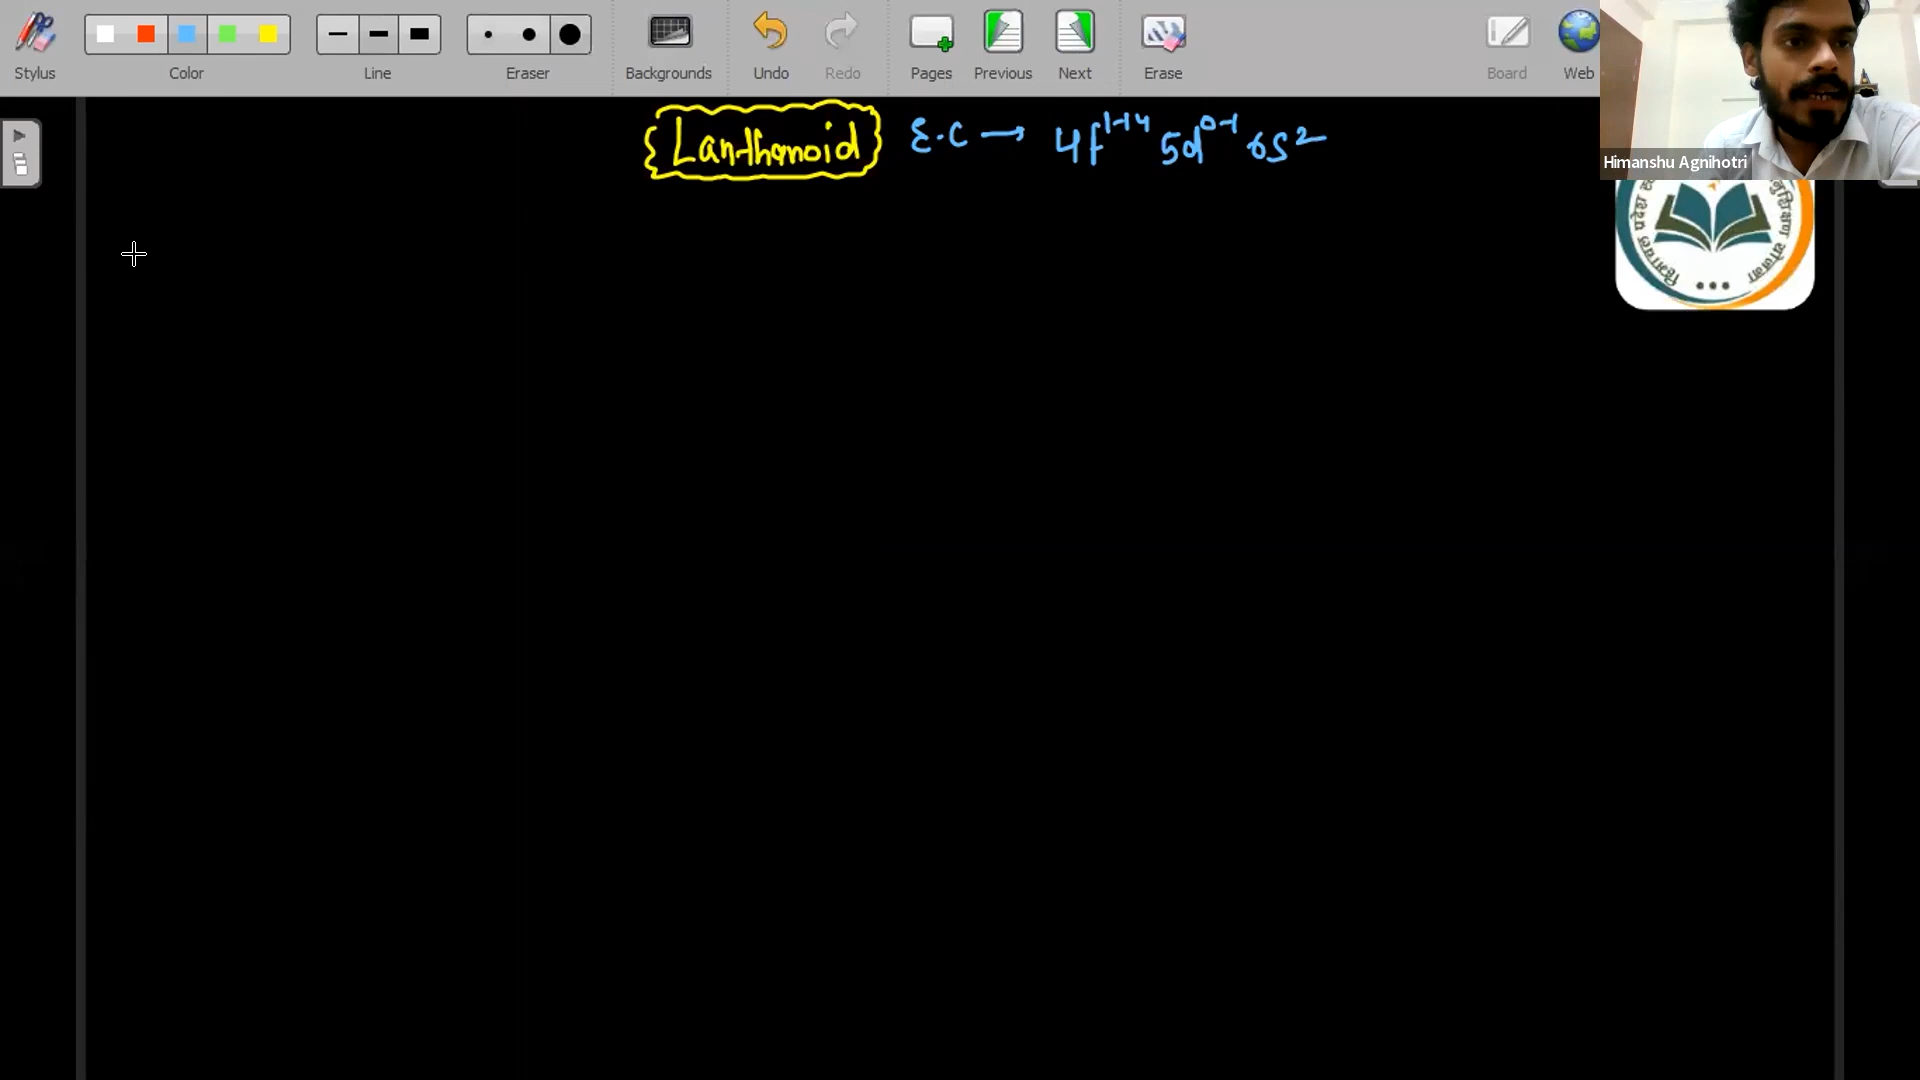 Stylus
Color
Line
Eraser
Backgrounds
Undo
Redo
Pages
Previous
Next
Erase
Board
Web
Himanshu Agnihotri
Lanthanoid E.C → 4f¹⁻¹⁴ 5d⁰⁻¹ 6s²